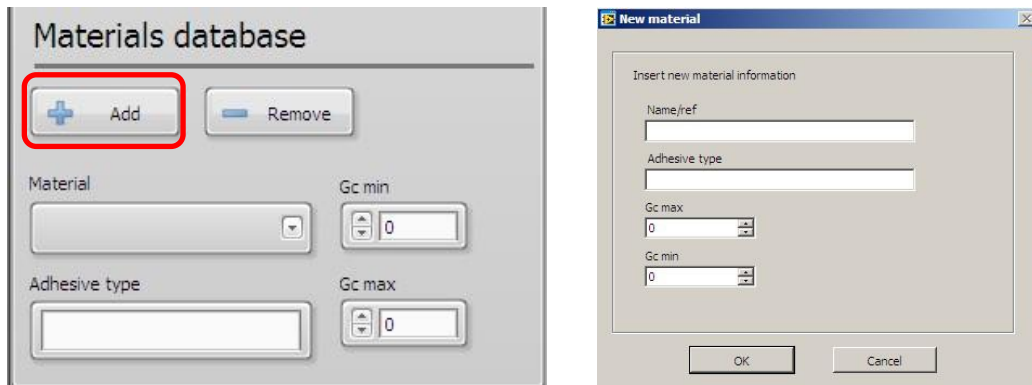 Materials database
Add
Remove
Material
Gc min
0
Adhesive type
Gc max
0
New material
Insert new material information
Name/ref
Adhesive type
Gc max
0
Gc min
0
OK
Cancel